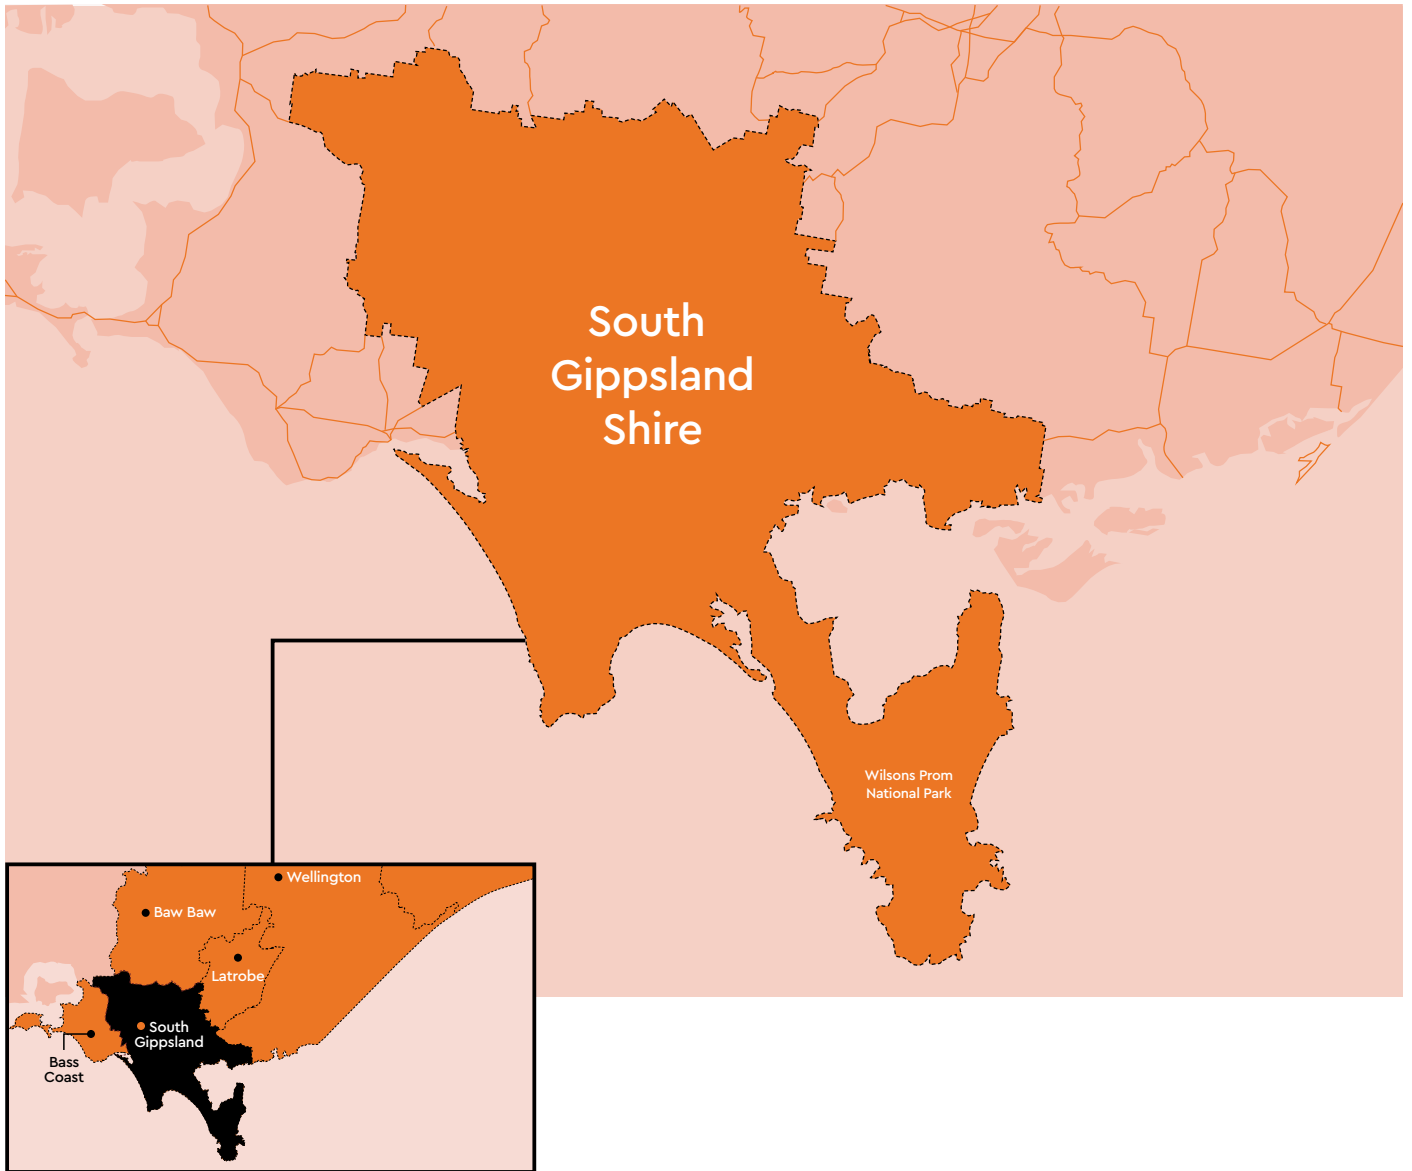 South
Gippsland
Shire
Wilsons Prom
National Park
Wellington
Baw Baw
Latrobe
South
Gippsland
Bass
Coast